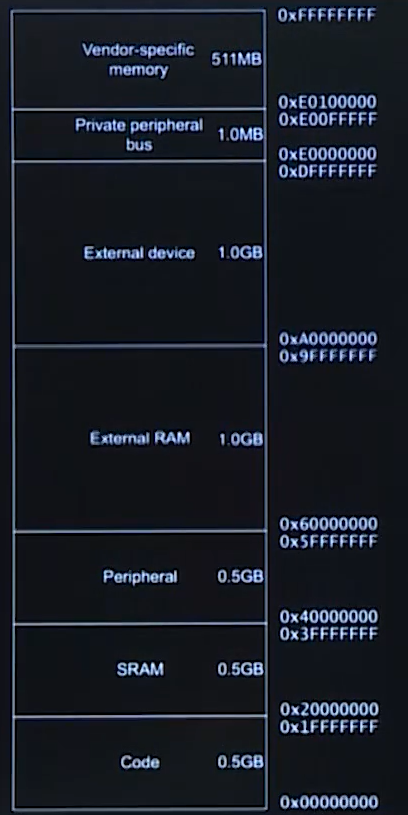 0xFFFFFFFF
Vendor-specific
memory 511MB
0xE0100000
0xE00FFFFF
Private peripheral
bus 1.0MB
0xE0000000
0xDFFFFFFF
External device 1.0GB
0xA0000000
0x9FFFFFFF
External RAM 1.0GB
0x60000000
0x5FFFFFFF
Peripheral 0.5GB
0x40000000
0x3FFFFFFF
SRAM 0.5GB
0x20000000
0x1FFFFFFF
Code 0.5GB
0x00000000